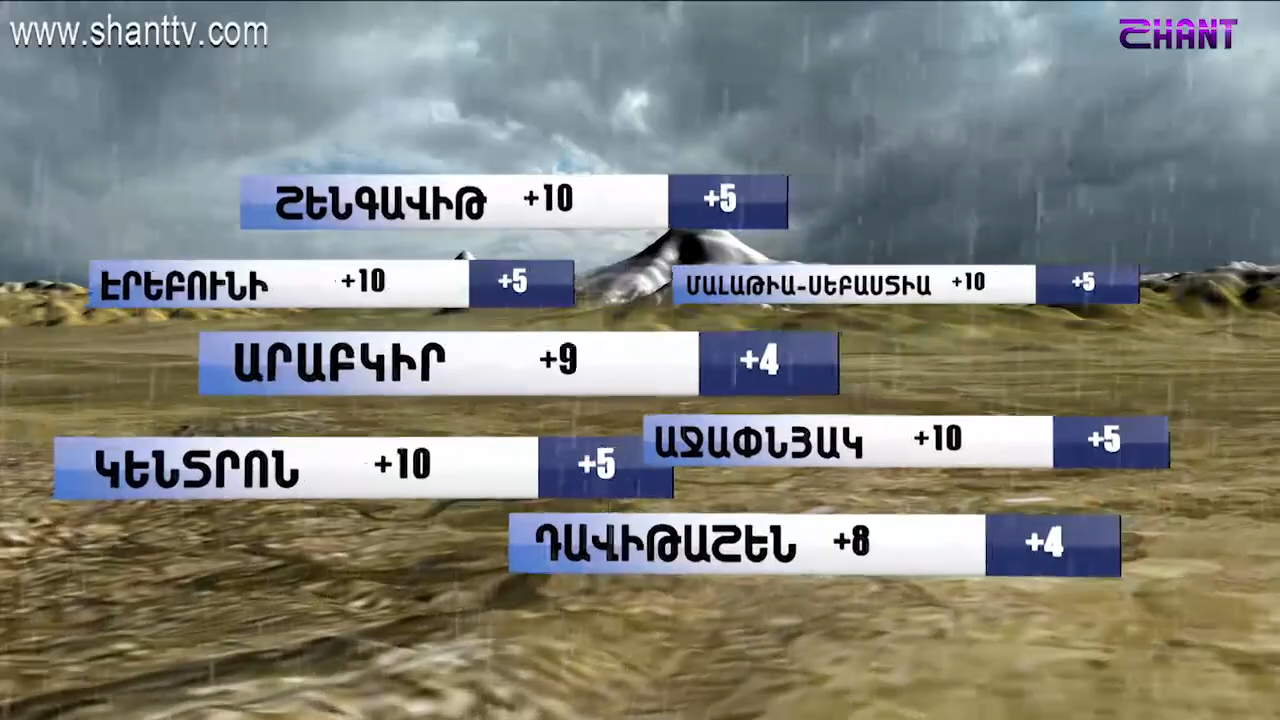 www.shanttv.com
SHANT
ՇԵՆԳԱՎԻԹ +10 +5
ԷՐԵԲՈՒՆԻ +10 +5
ՄԱԼԱԹԻԱ-ՍԵԲԱՍՏԻԱ +10 +5
ԱՐԱԲԿԻՐ +9 +4
ԱՋԱՓՆՅԱԿ +10 +5
ԿԵՆՏՐՈՆ +10 +5
ԴԱՎԻԹԱՇԵՆ +8 +4